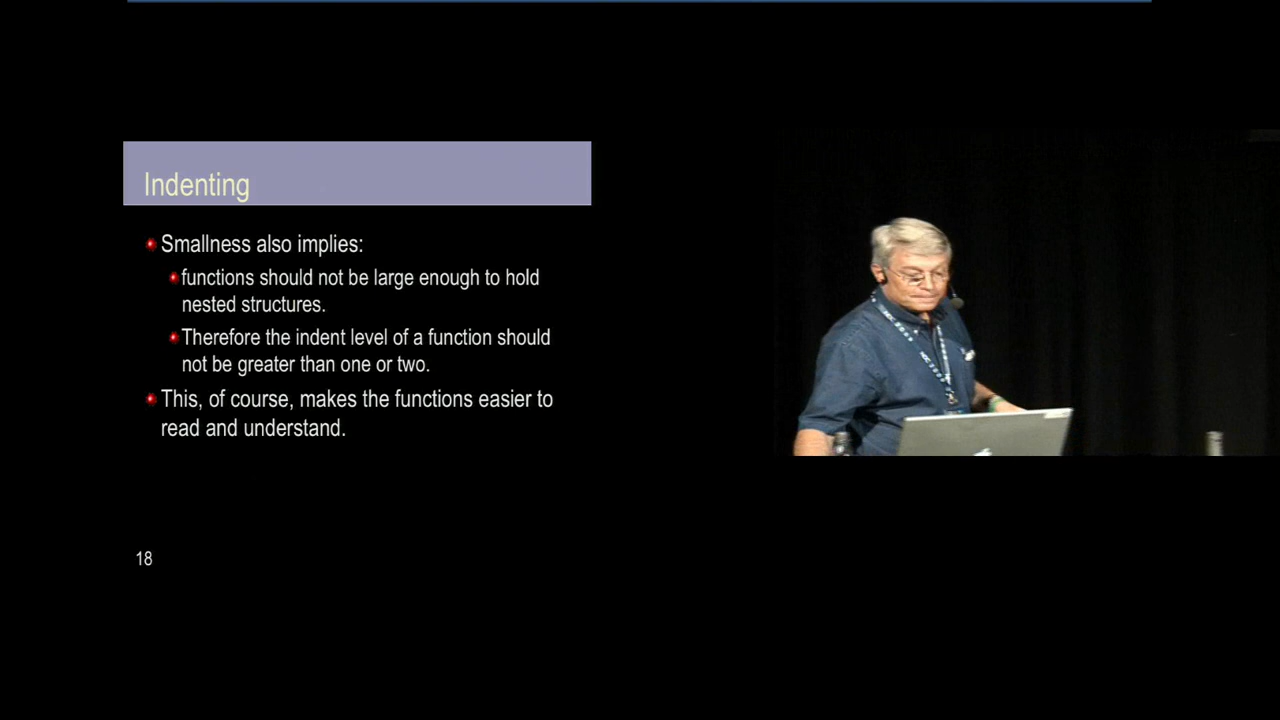 Indenting
Smallness also implies:
functions should not be large enough to hold
nested structures.
Therefore the indent level of a function should
not be greater than one or two.
This, of course, makes the functions easier to
read and understand.
18